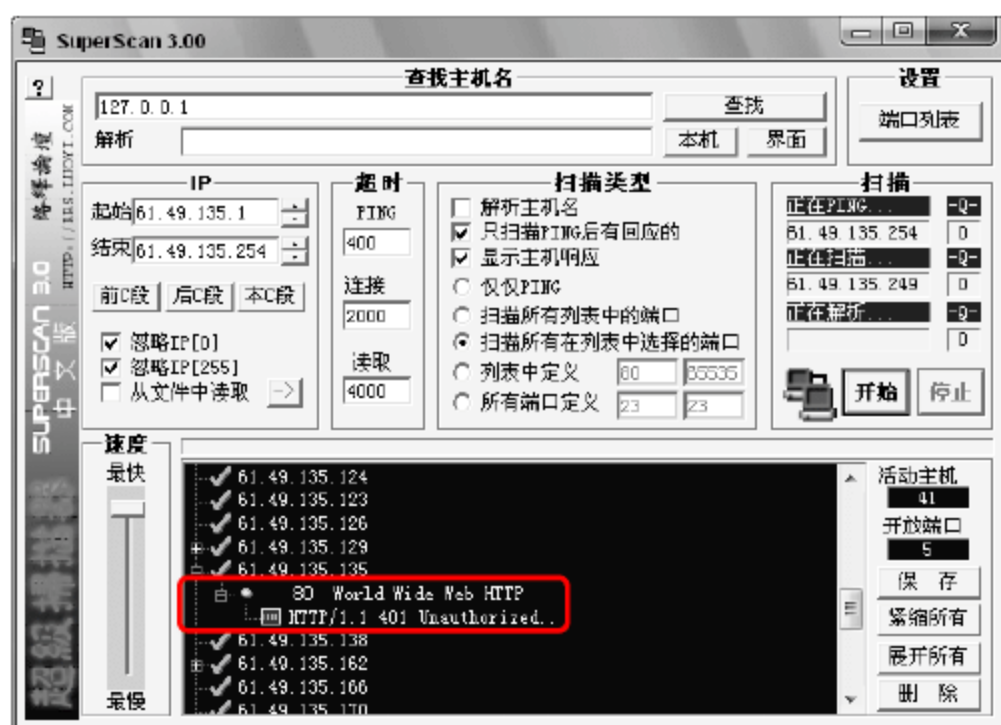 SuperScan 3.00
?
查找主机名
127.0.0.1
查找
解析
本机
界面
设置
端口列表
IP
起始
61.49.135.1
结束
61.49.135.254
前C段
后C段
本C段
忽略IP[0]
忽略IP[255]
从文件中读取
->
超时
PING
400
连接
2000
读取
4000
扫描类型
解析主机名
只扫描PING后有回应的
显示主机响应
仅仅PING
扫描所有列表中的端口
扫描所有在列表中选择的端口
列表中定义
80
65535
所有端口定义
23
23
扫描
正在PING...
-Q-
61.49.135.254
0
正在扫描...
-Q-
61.49.135.249
0
正在解析...
-Q-
0
开始
停止
速度
最快
最慢
61.49.135.124
61.49.135.123
61.49.135.126
61.49.135.129
61.49.135.135
80 World Wide Web HTTP
HTTP/1.1 401 Unauthorized..
61.49.135.138
61.49.135.162
61.49.135.166
61.49.135.170
活动主机
41
开放端口
5
保 存
紧缩所有
展开所有
删 除
SUPERSCAN 3.0
中文版